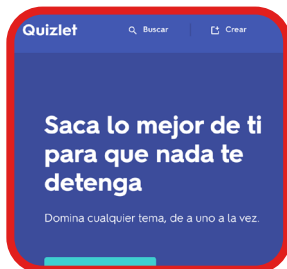 Quizlet
Buscar
Crear
Saca lo mejor de ti
para que nada te
detenga
Domina cualquier tema, de a uno a la vez.